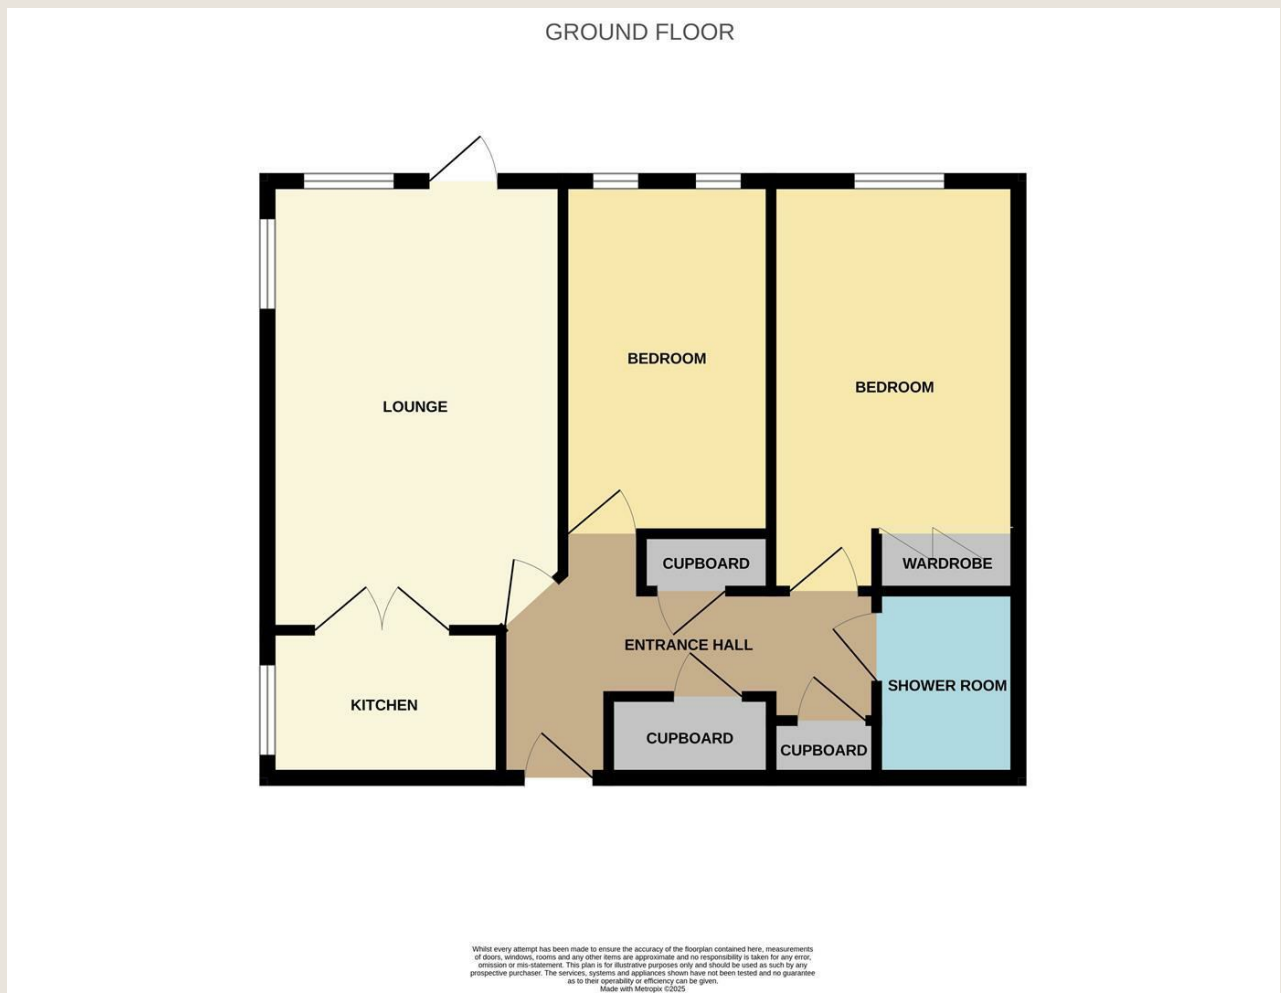 GROUND FLOOR
BEDROOM
BEDROOM
LOUNGE
CUPBOARD
WARDROBE
ENTRANCE HALL
SHOWER ROOM
KITCHEN
CUPBOARD
CUPBOARD
Whilst every attempt has been made to ensure the accuracy of the floorplan contained here, measurements
of doors, windows, rooms and any other items are approximate and no responsibility is taken for any error,
omission or mis-statement. This plan is for illustrative purposes only and should be used as such by any
prospective purchaser. The services, systems and appliances shown have not been tested and no guarantee
as to their operability or efficiency can be given.
Made with Metropix ©2025